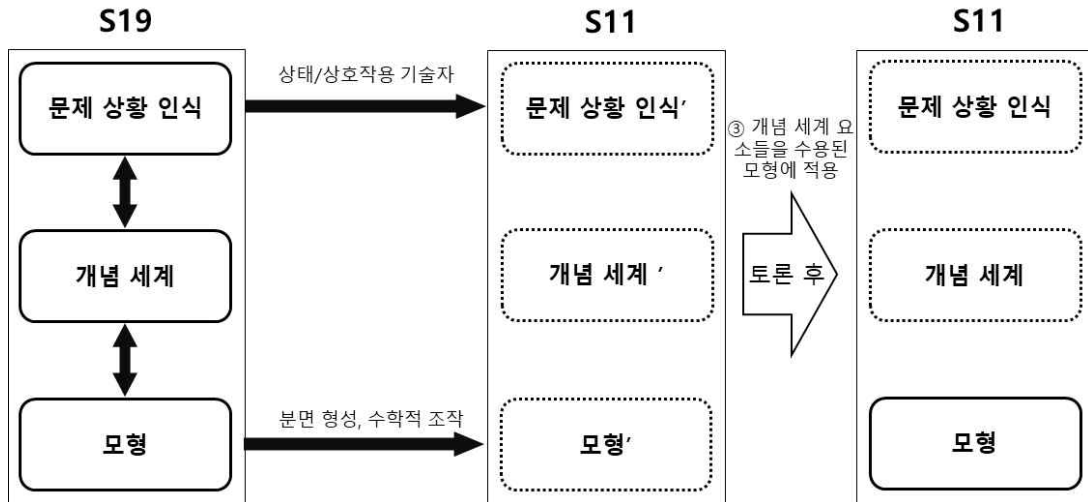 S19
S11
S11
상태/상호작용 기술자
문제 상황 인식
문제 상황 인식′
③ 개념 세계 요
소들을 수용된
모형에 적용
문제 상황 인식
개념 세계
개념 세계 ′
토론 후
개념 세계
분면 형성, 수학적 조작
모형
모형′
모형